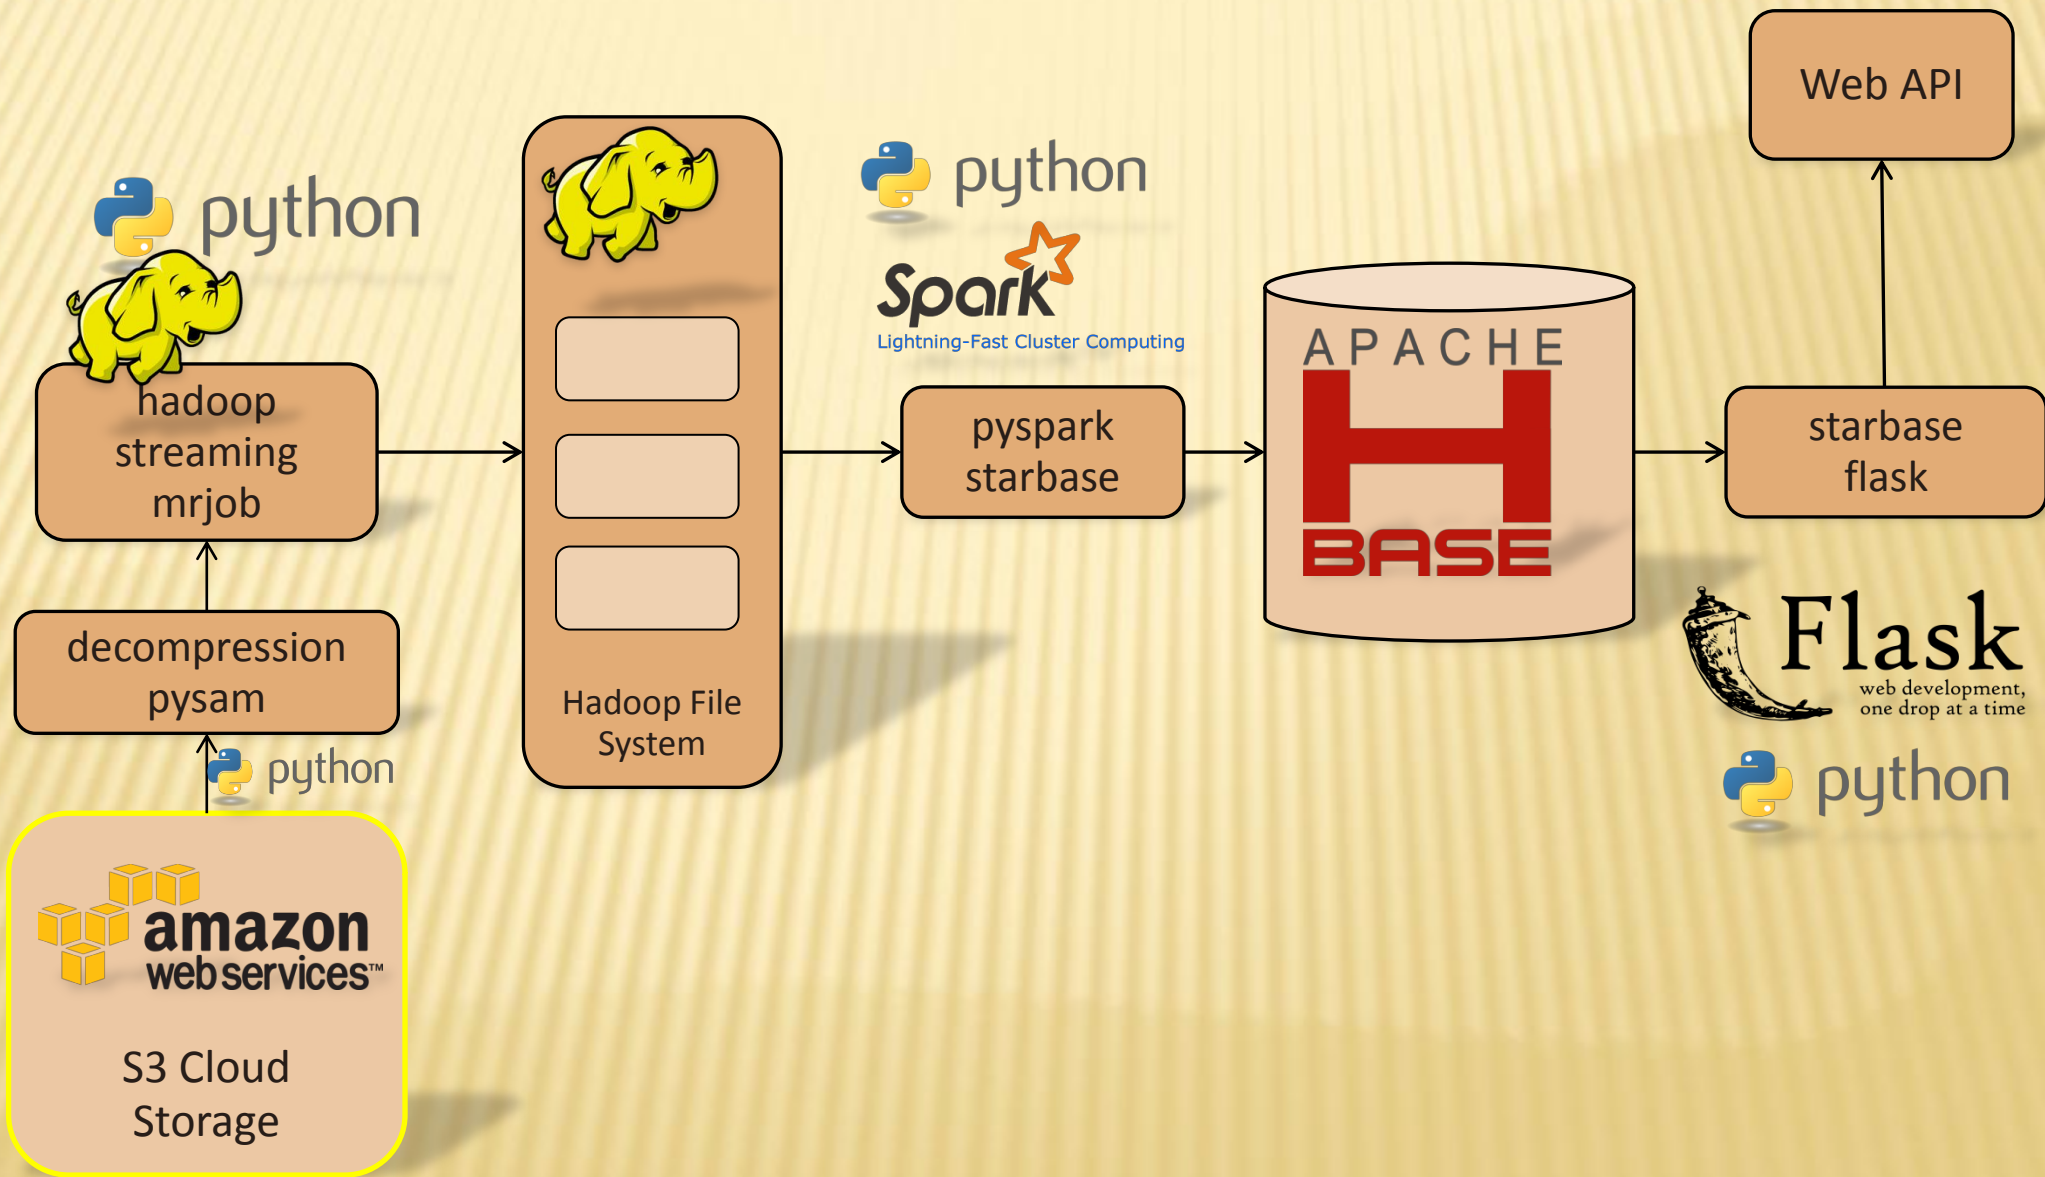 Web API
python
hadoop
streaming
mrjob
decompression
pysam
python
amazon
web services™
S3 Cloud
Storage
Hadoop File
System
python
Spark
Lightning-Fast Cluster Computing
pyspark
starbase
APACHE
H
BASE
starbase
flask
Flask
web development,
one drop at a time
python